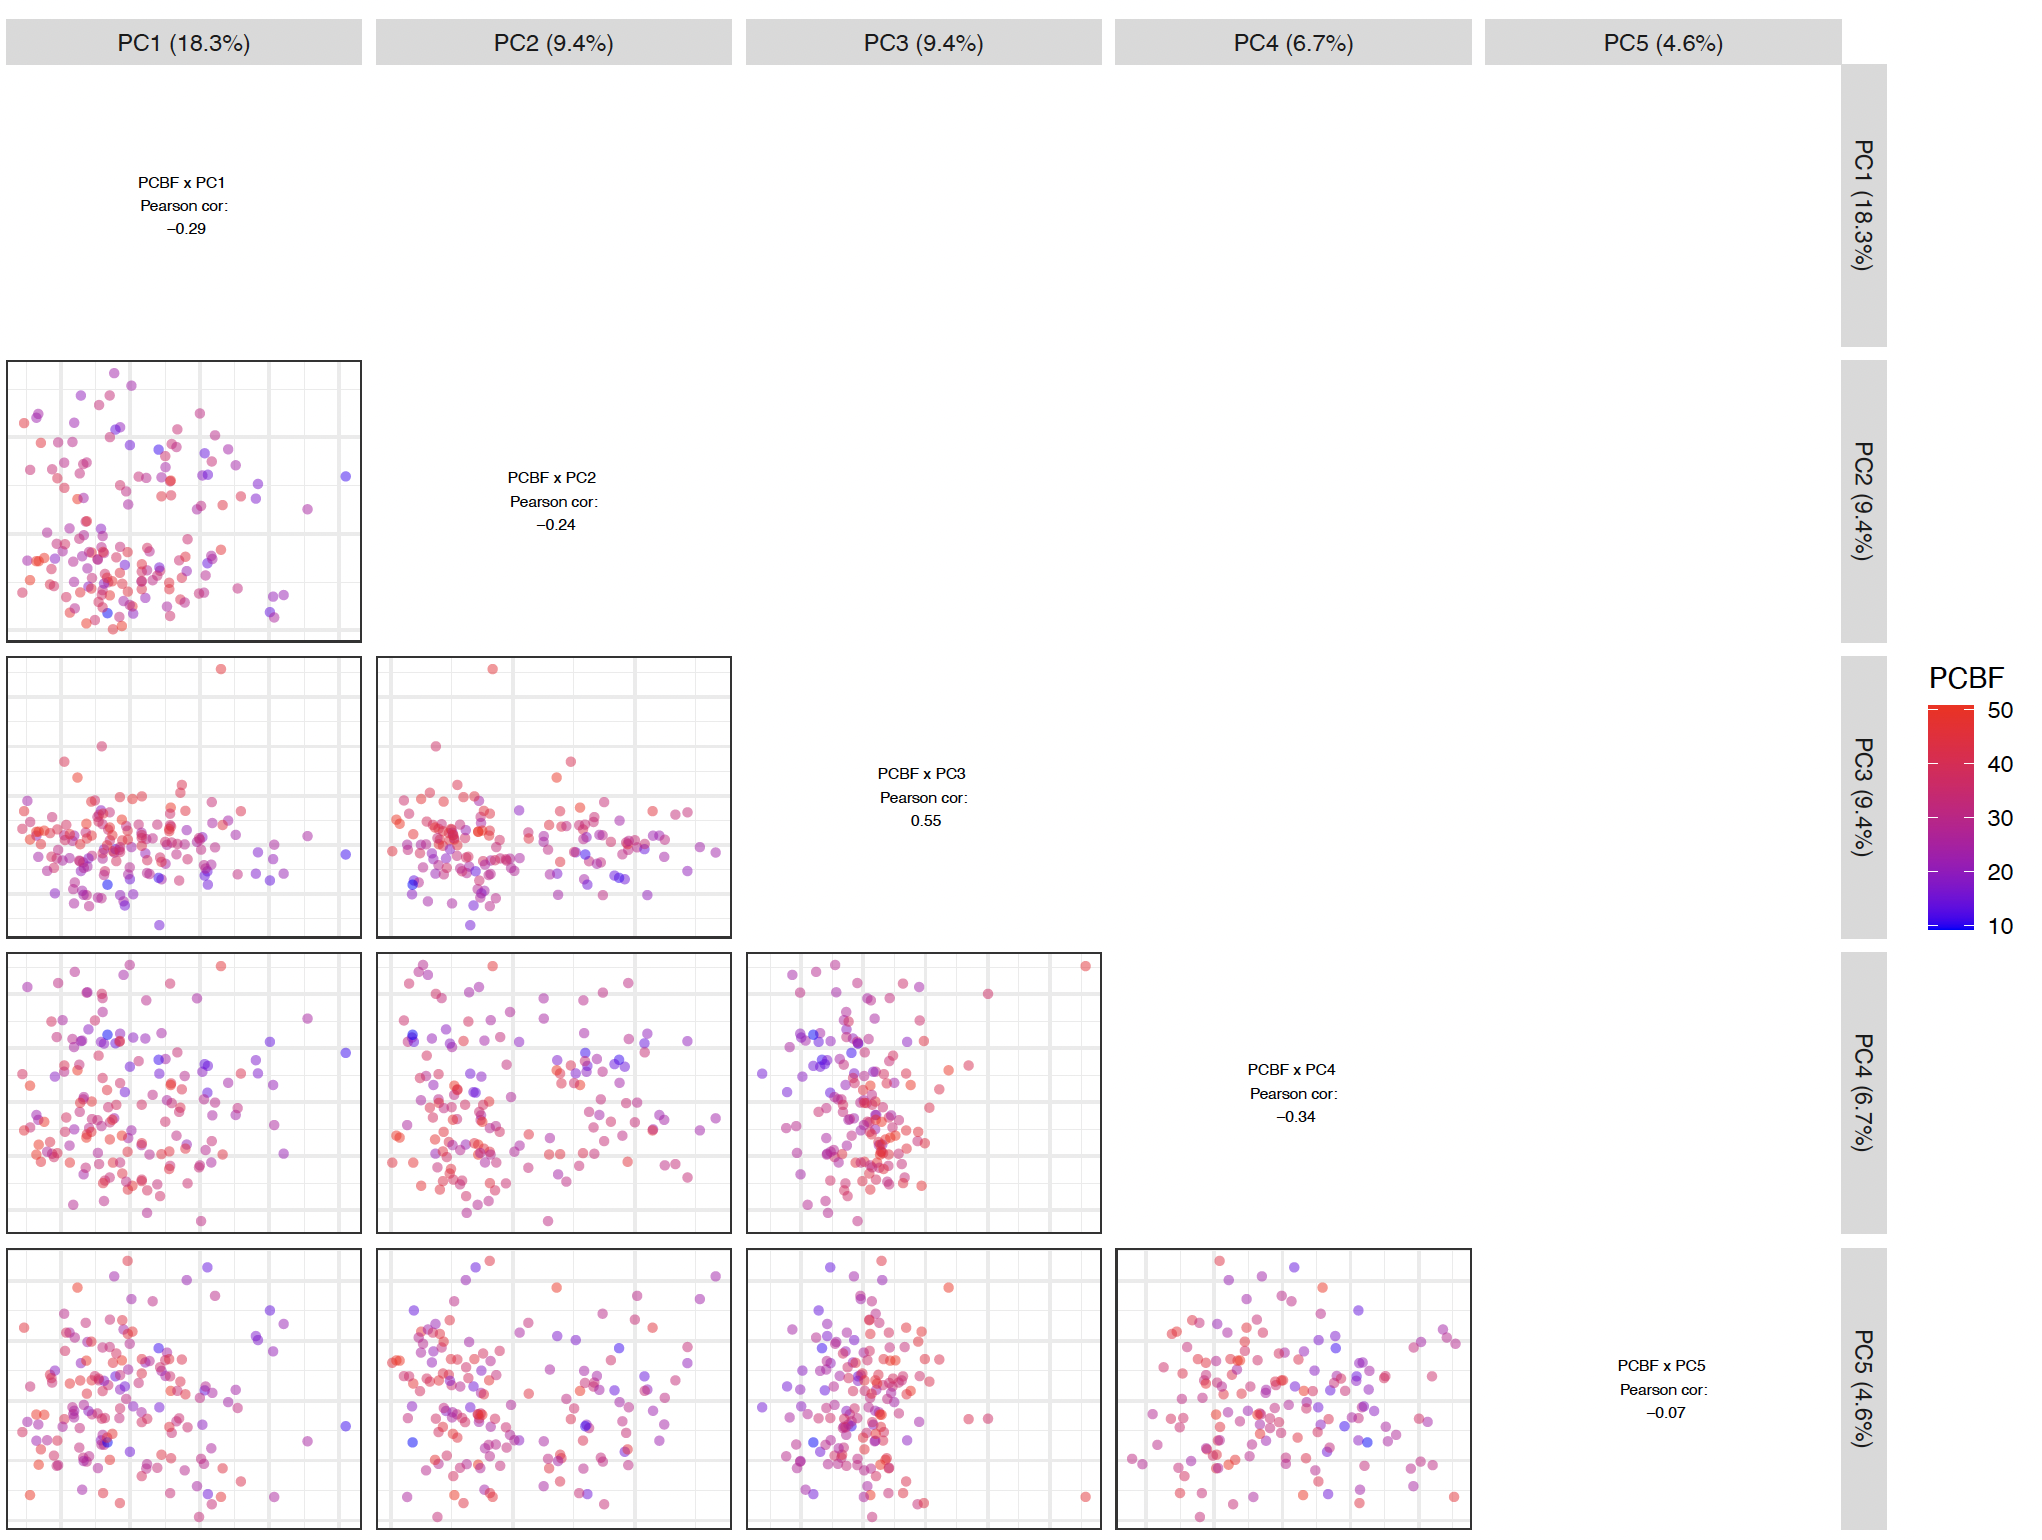 PC1 (18.3%)
PC2 (9.4%)
PC3 (9.4%)
PC4 (6.7%)
PC5 (4.6%)
PCBF x PC1
Pearson cor:
−0.29
PC1 (18.3%)
PCBF x PC2
Pearson cor:
−0.24
PC2 (9.4%)
PCBF x PC3
Pearson cor:
0.55
PC3 (9.4%)
PCBF x PC4
Pearson cor:
−0.34
PC4 (6.7%)
PCBF x PC5
Pearson cor:
−0.07
PC5 (4.6%)
PCBF
50
40
30
20
10